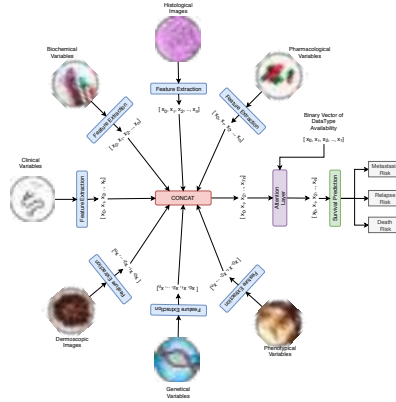 Histological
Images
Biochemical
Variables
Pharmacological
Variables
Feature Extraction
Feature Extraction
Feature Extraction
Binary Vector of
DataType
Availability
Clinical
Variables
Feature Extraction
CONCAT
Attention
Layer
Survival Prediction
Metastasis
Risk
Relapse
Risk
Death
Risk
Feature Extraction
Feature Extraction
Feature Extraction
Dermoscopic
Images
Phenotypical
Variables
Genetical
Variables